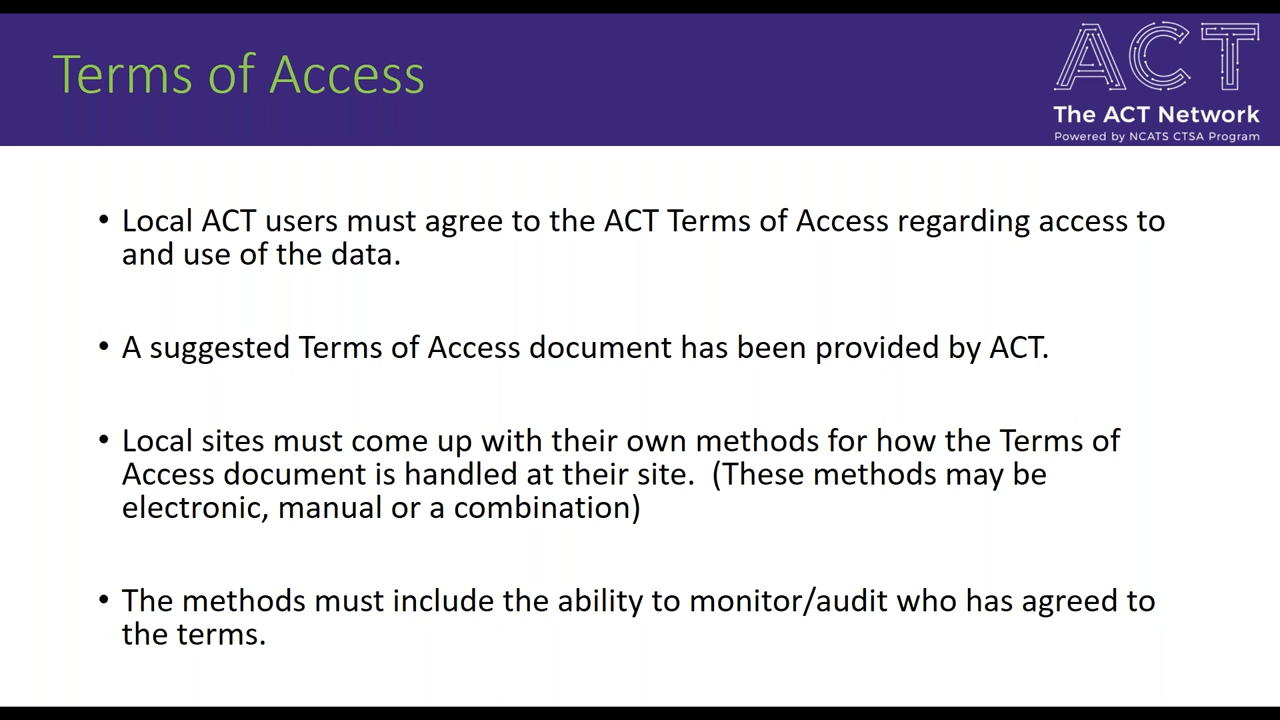 Terms of Access
ACT
The ACT Network
Powered by NCATS CTSA Program
• Local ACT users must agree to the ACT Terms of Access regarding access to
and use of the data.
• A suggested Terms of Access document has been provided by ACT.
• Local sites must come up with their own methods for how the Terms of
Access document is handled at their site.  (These methods may be
electronic, manual or a combination)
• The methods must include the ability to monitor/audit who has agreed to
the terms.